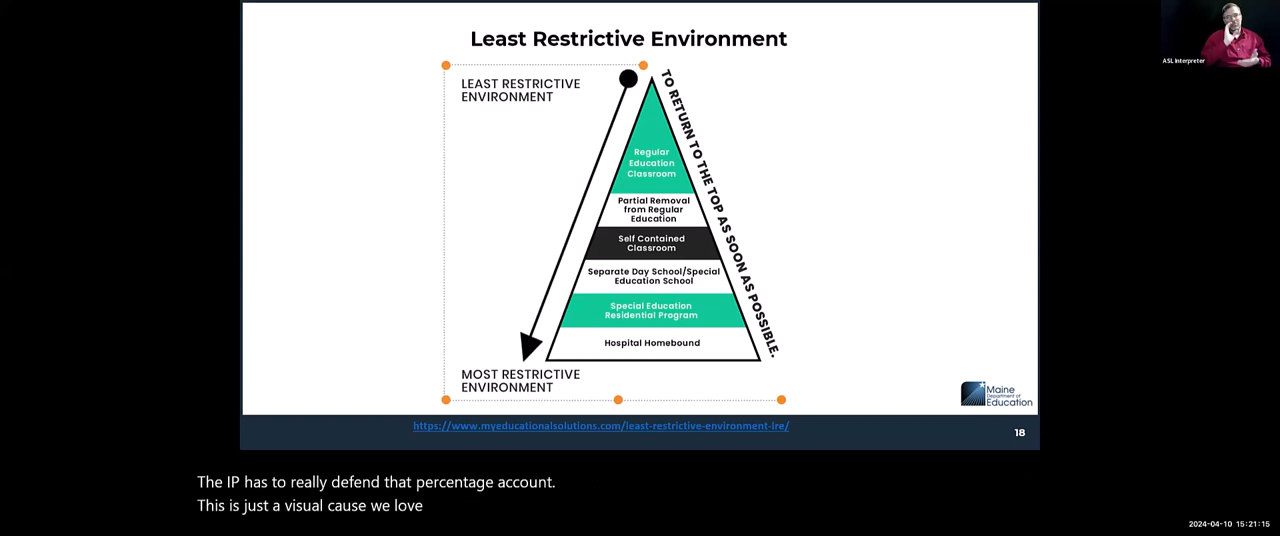 Least Restrictive Environment
ASL Interpreter
LEAST RESTRICTIVE
ENVIRONMENT
TO RETURN TO THE TOP AS SOON AS POSSIBLE.
Regular
Education
Classroom
Partial Removal
from Regular
Education
Self Contained
Classroom
Separate Day School/Special
Education School
Special Education
Residential Program
Hospital Homebound
MOST RESTRICTIVE
ENVIRONMENT
Maine
Department of
Education
https://www.myeducationalsolutions.com/least-restrictive-environment-lre/
18
The IP has to really defend that percentage account.
This is just a visual cause we love
2024-04-10 15:21:15